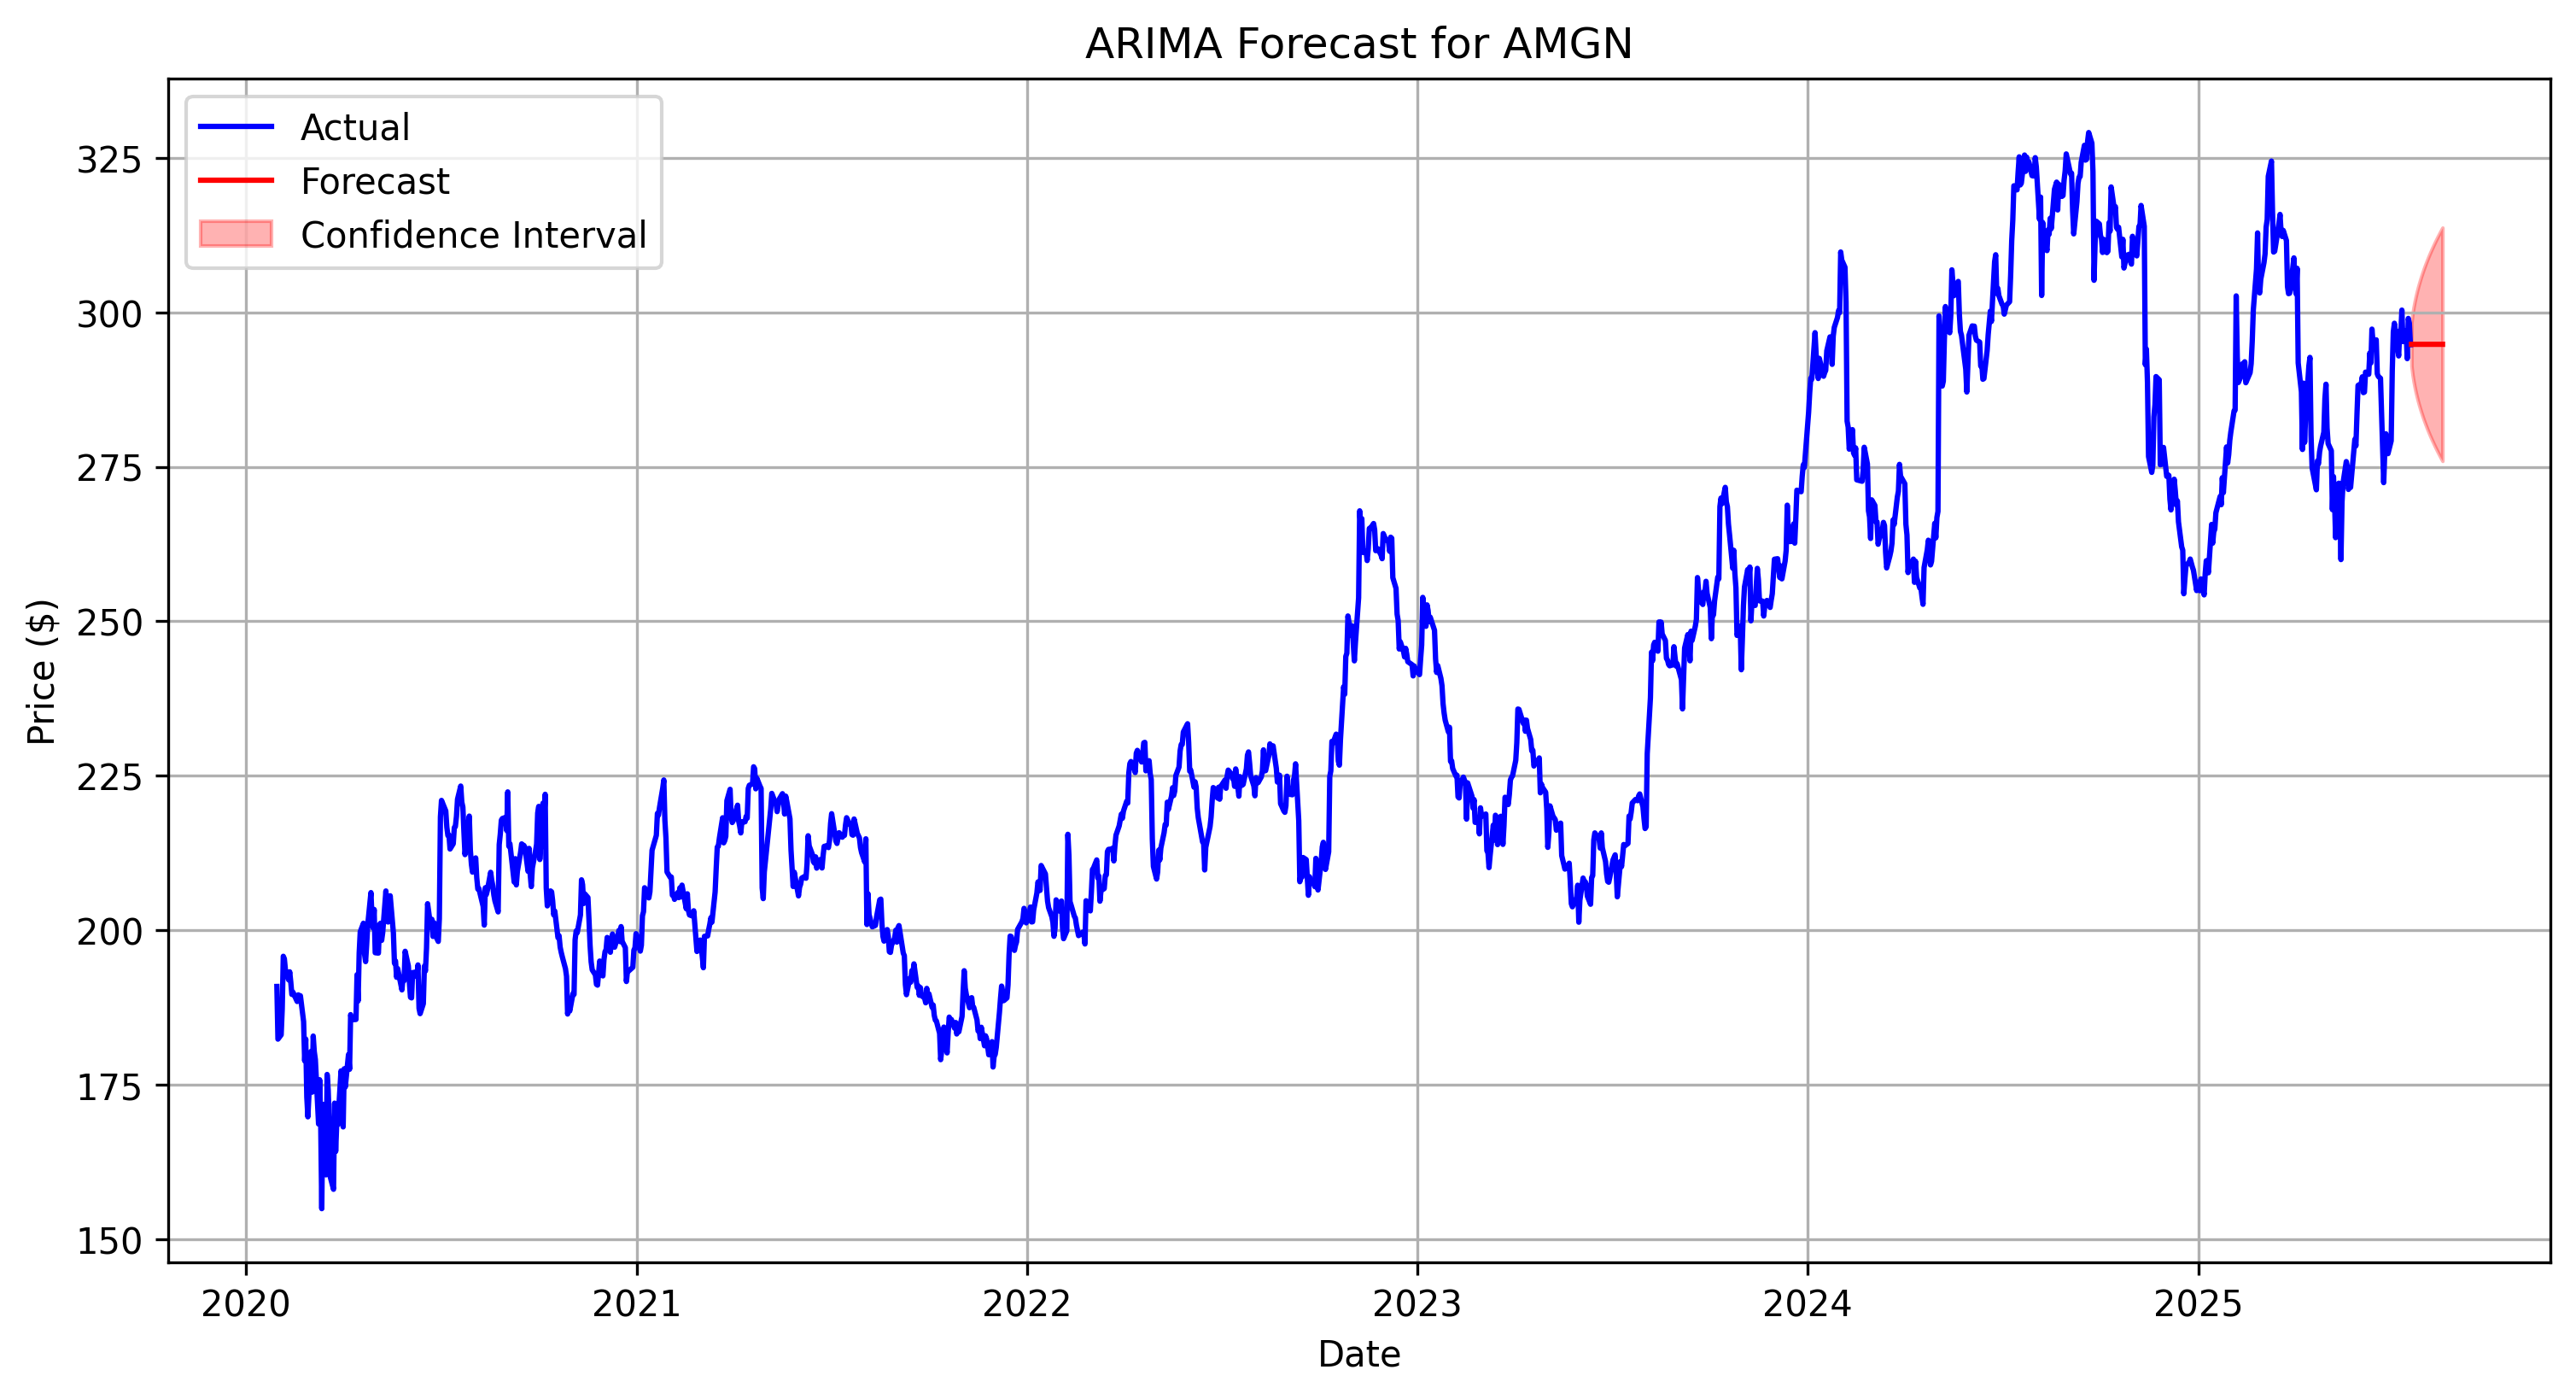 ARIMA Forecast for AMGN
Actual
Forecast
Confidence Interval
325
300
275
250
225
200
175
150
Price ($)
2020 2021 2022 2023 2024 2025
Date